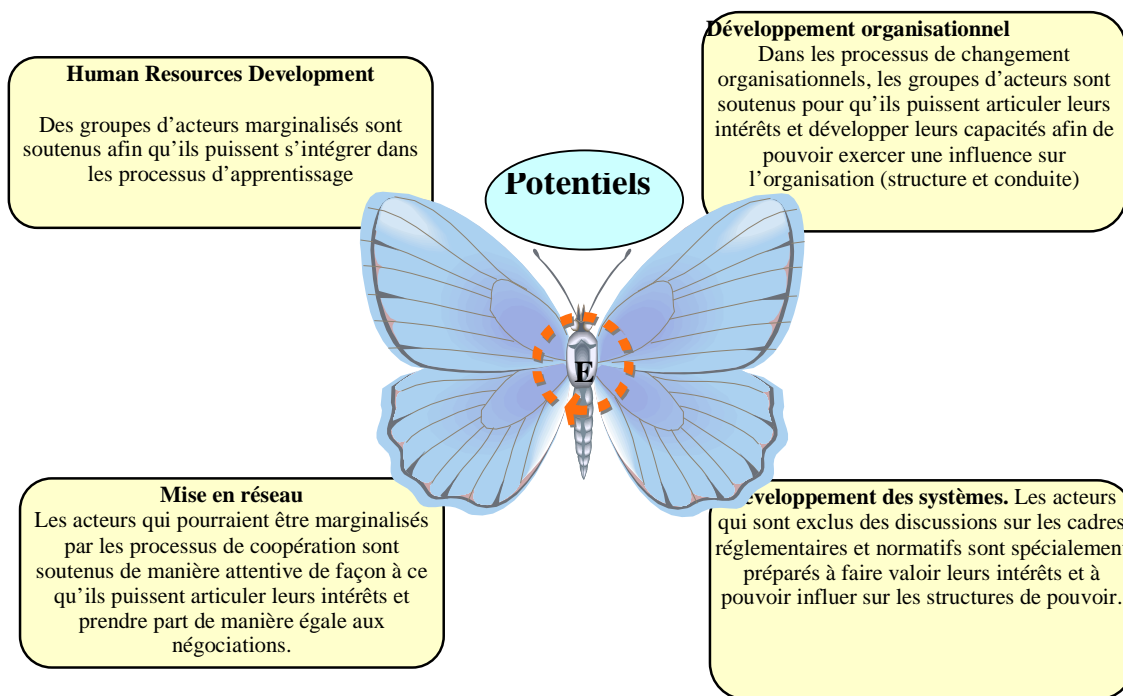 Human Resources Development
Des groupes d’acteurs marginalisés sont
soutenus afin qu’ils puissent s’intégrer dans
les processus d’apprentissage
Développement organisationnel
Dans les processus de changement
organisationnels, les groupes d’acteurs sont
soutenus pour qu’ils puissent articuler leurs
intérêts et développer leurs capacités afin de
pouvoir exercer une influence sur
l’organisation (structure et conduite)
Potentiels
E
Mise en réseau
Les acteurs qui pourraient être marginalisés
par les processus de coopération sont
soutenus de manière attentive de façon à ce
qu’ils puissent articuler leurs intérêts et
prendre part de manière égale aux
négociations.
éveloppement des systèmes. Les acteurs
qui sont exclus des discussions sur les cadres
réglementaires et normatifs sont spécialement
préparés à faire valoir leurs intérêts et à
pouvoir influer sur les structures de pouvoir.